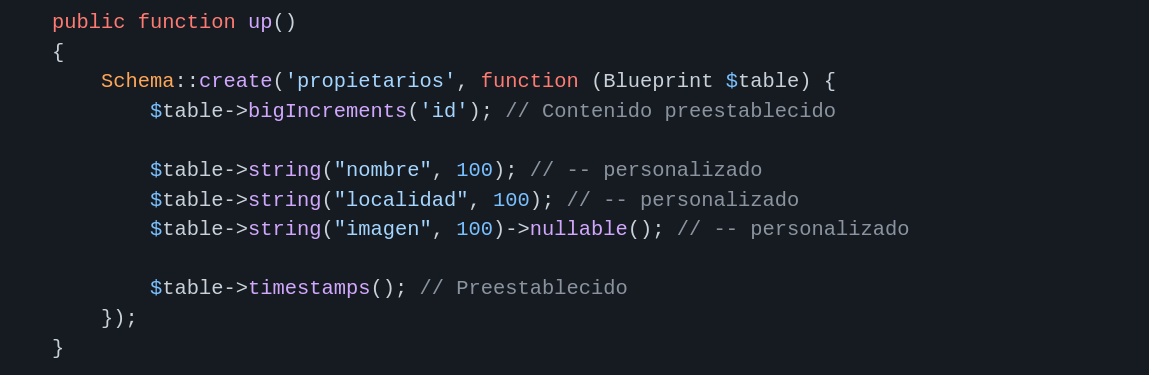 public function up()
{
    Schema::create('propietarios', function (Blueprint $table) {
        $table->bigIncrements('id'); // Contenido preestablecido

        $table->string("nombre", 100); // -- personalizado
        $table->string("localidad", 100); // -- personalizado
        $table->string("imagen", 100)->nullable(); // -- personalizado

        $table->timestamps(); // Preestablecido
    });
}